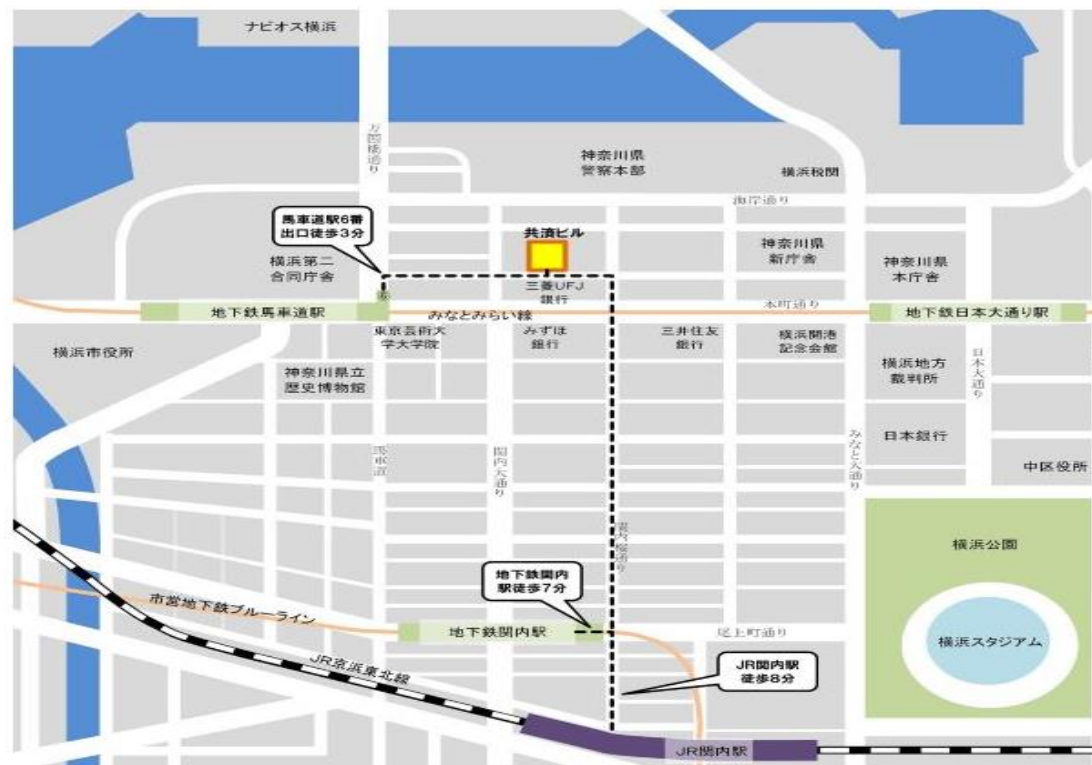 ナビオス横浜
万国橋通り
神奈川県
警察本部
横浜税関
海岸通り
馬車道駅6番
出口徒歩3分
共済ビル
横浜第二
合同庁舎
神奈川県
新庁舎
神奈川県
本庁舎
三菱UFJ
銀行
本町通り
地下鉄馬車道駅
みなとみらい線
地下鉄日本大通り駅
東京芸術大
学大学院
みずほ
銀行
三井住友
銀行
横浜開港
記念会館
横浜市役所
神奈川県立
歴史博物館
横浜地方
裁判所
日本大通り
日本銀行
馬車道
関内大通り
みなと大通り
中区役所
関内桜通り
横浜公園
地下鉄関内
駅徒歩7分
市営地下鉄ブルーライン
地下鉄関内駅
尾上町通り
横浜スタジアム
JR京浜東北線
JR関内駅
徒歩8分
JR関内駅